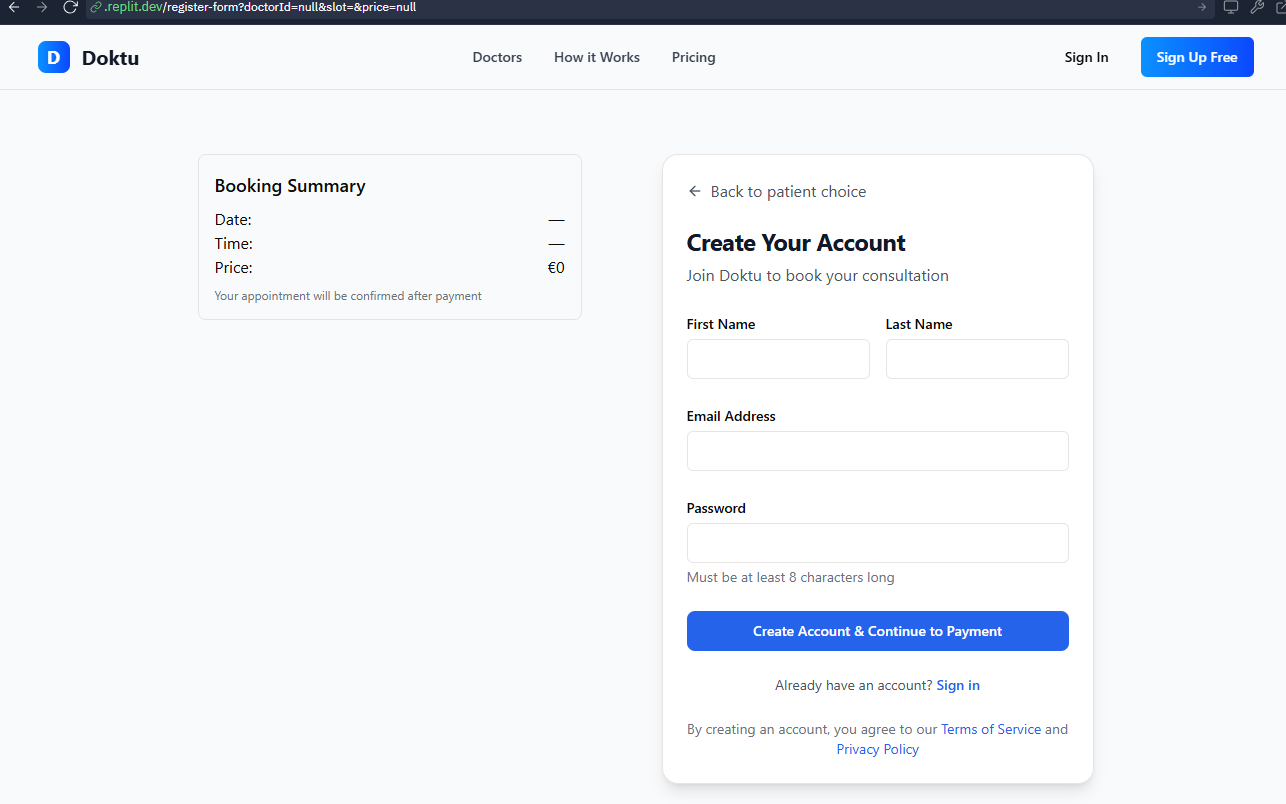 .replit.dev/register-form?doctorId=null&slot=&price=null
D Doktu
Doctors How it Works Pricing
Sign In
Sign Up Free
Booking Summary
Date: —
Time: —
Price: €0
Your appointment will be confirmed after payment
← Back to patient choice
Create Your Account
Join Doktu to book your consultation
First Name Last Name
Email Address
Password
Must be at least 8 characters long
Create Account & Continue to Payment
Already have an account? Sign in
By creating an account, you agree to our Terms of Service and
Privacy Policy